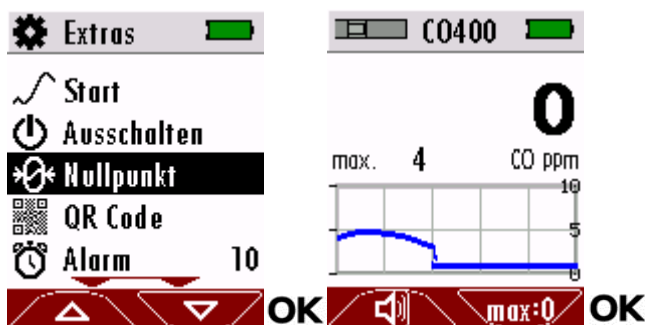 Extras
Start
Ausschalten
Nullpunkt
QR Code
Alarm 10
OK
CO400
0
max. 4 CO ppm
10
5
0
max:0
OK